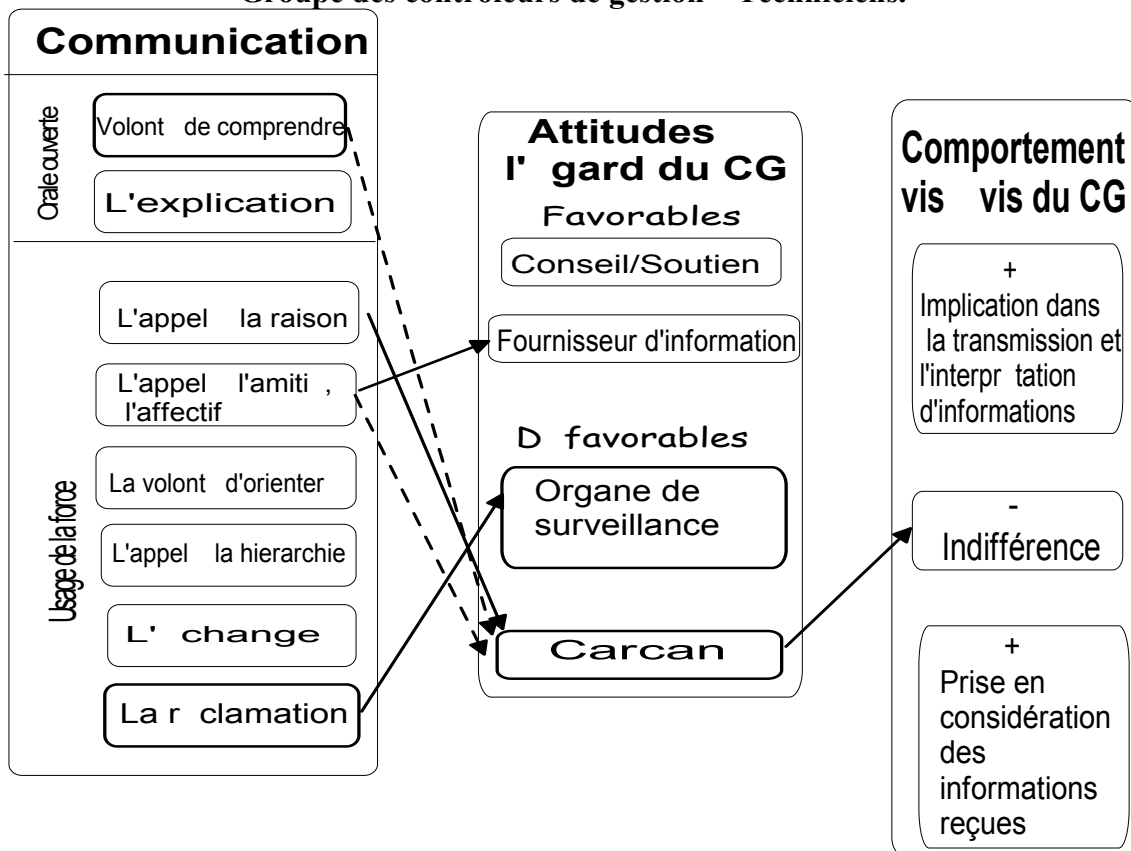 Groupe des contrôleurs de gestion " Techniciens.
Communication
Orale ouverte
Volont de comprendre
L'explication
Usage de la force
L'appel la raison
L'appel l'amiti ,
l'affectif
La volont d'orienter
L'appel la hierarchie
L' change
La r clamation
Attitudes
l' gard du CG
Favorables
Conseil/Soutien
Fournisseur d'information
D favorables
Organe de
surveillance
Carcan
Comportement
vis vis du CG
+
Implication dans
la transmission et
l'interpr tation
d'informations
-
Indifférence
+
Prise en
considération
des
informations
reçues